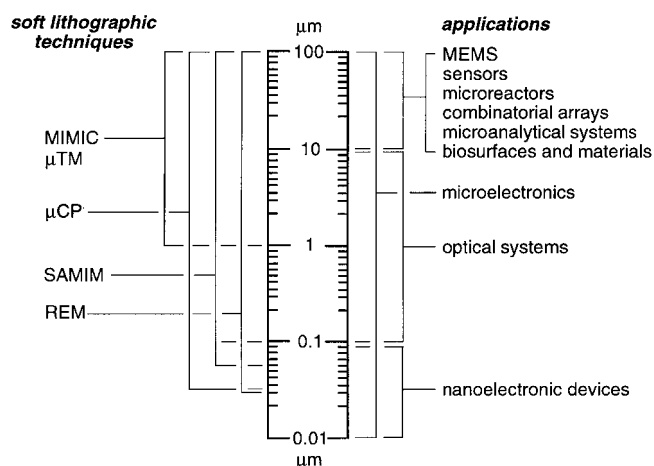 soft lithographic
techniques
μm
applications
100
MEMS
sensors
microreactors
combinatorial arrays
microanalytical systems
biosurfaces and materials
MIMIC
μTM
10
microelectronics
μCP
1
optical systems
SAMIM
REM
0.1
nanoelectronic devices
0.01
μm